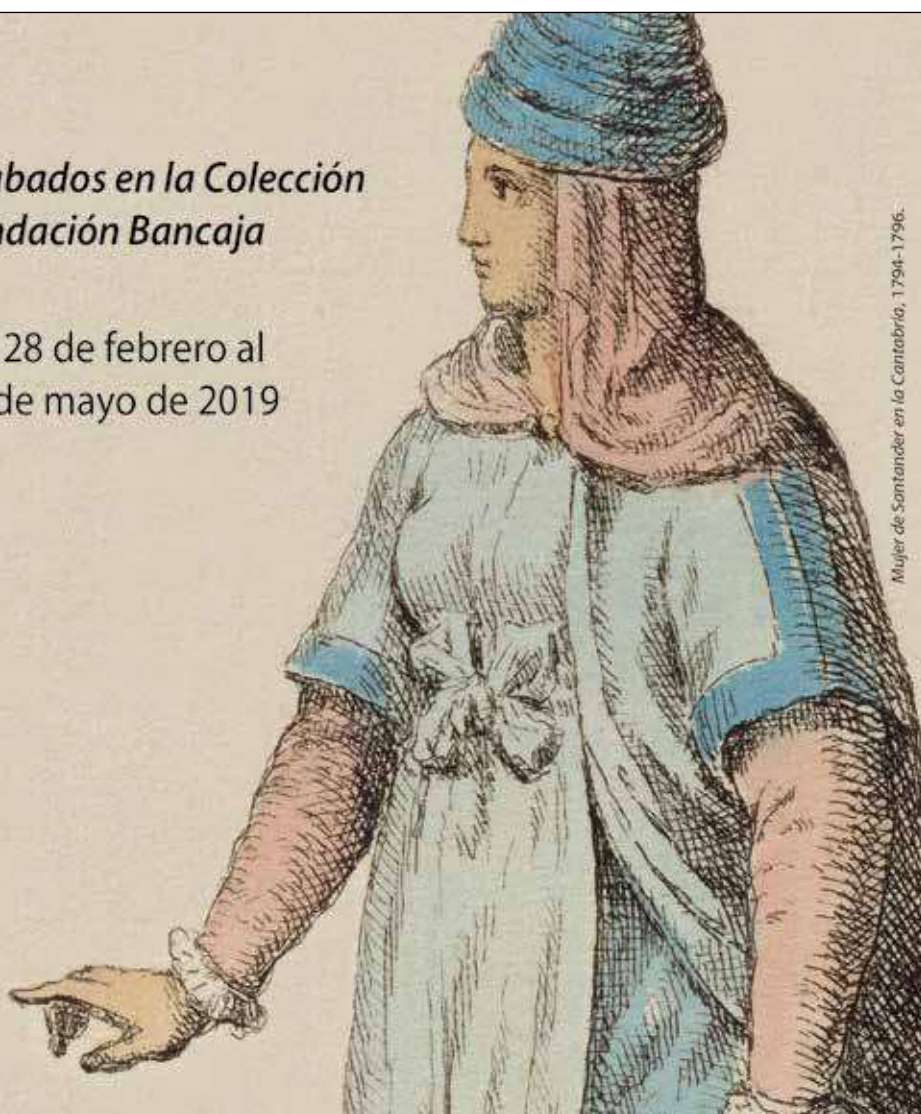 abados en la Colección
ndación Bancaja
28 de febrero al
de mayo de 2019
Mujer de Santander en la Cantabria, 1794-1796.